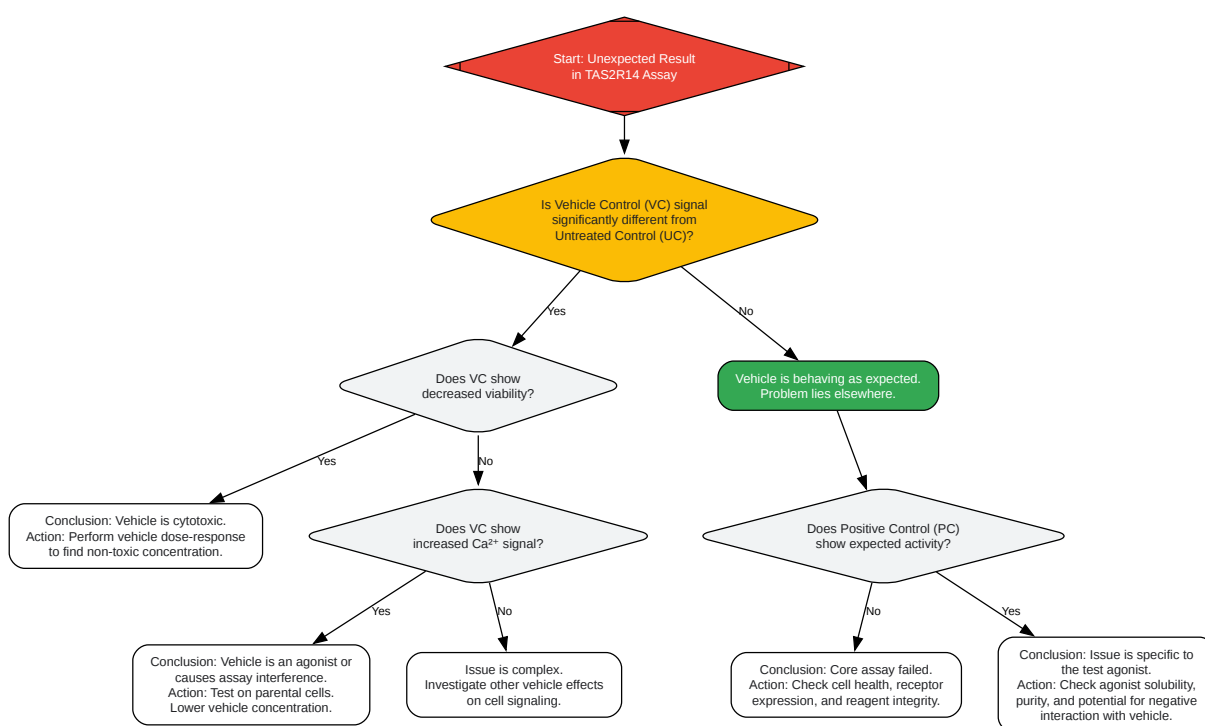 Start: Unexpected Result
in TAS2R14 Assay
Is Vehicle Control (VC) signal
significantly different from
Untreated Control (UC)?
Yes
No
Does VC show
decreased viability?
Vehicle is behaving as expected.
Problem lies elsewhere.
Yes
No
Conclusion: Vehicle is cytotoxic.
Action: Perform vehicle dose-response
to find non-toxic concentration.
Does VC show
increased Ca²⁺ signal?
Does Positive Control (PC)
show expected activity?
Yes
No
No
Yes
Conclusion: Vehicle is an agonist or
causes assay interference.
Action: Test on parental cells.
Lower vehicle concentration.
Issue is complex.
Investigate other vehicle effects
on cell signaling.
Conclusion: Core assay failed.
Action: Check cell health, receptor
expression, and reagent integrity.
Conclusion: Issue is specific to
the test agonist.
Action: Check agonist solubility,
purity, and potential for negative
interaction with vehicle.